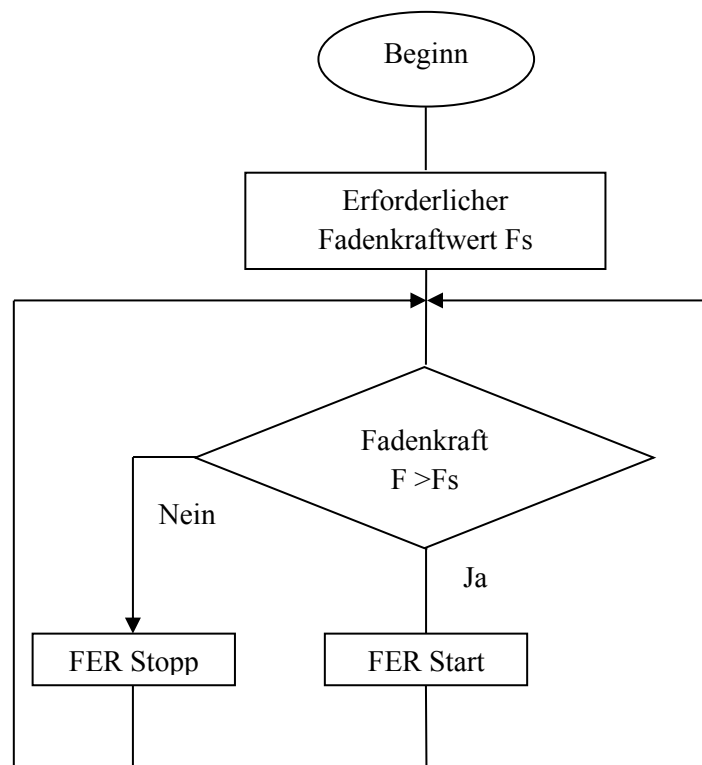 Beginn
Erforderlicher
Fadenkraftwert Fs
Fadenkraft
F >Fs
Nein
Ja
FER Stopp
FER Start